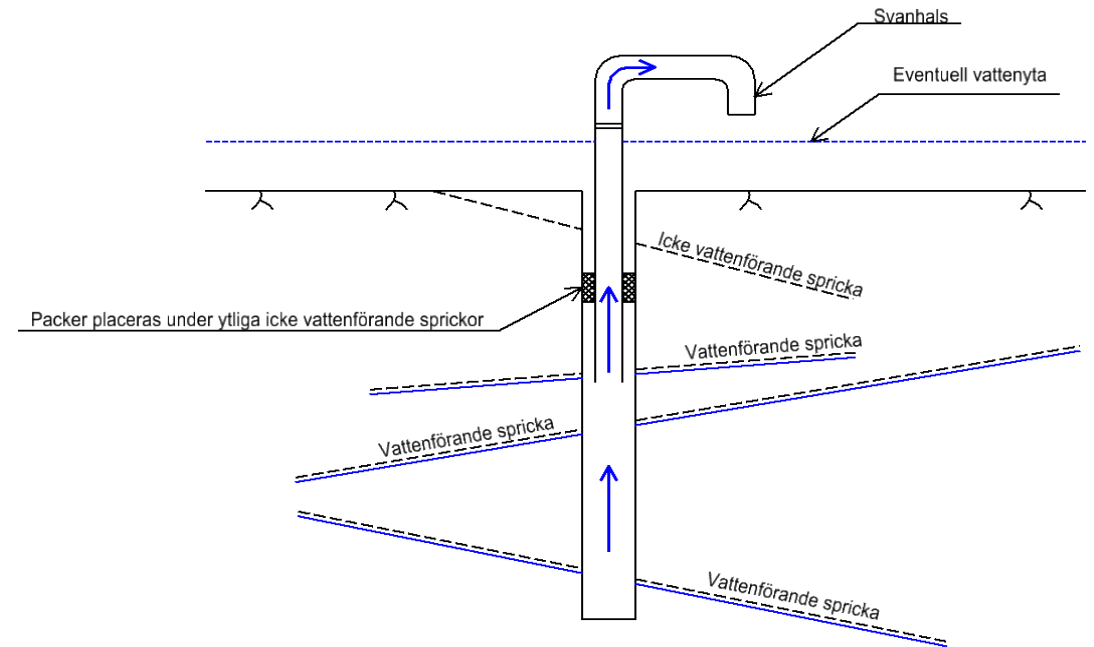 Svanhals
Eventuell vattenyta
Icke vattenförande spricka
Packer placeras under ytliga icke vattenförande sprickor
Vattenförande spricka
Vattenförande spricka
Vattenförande spricka